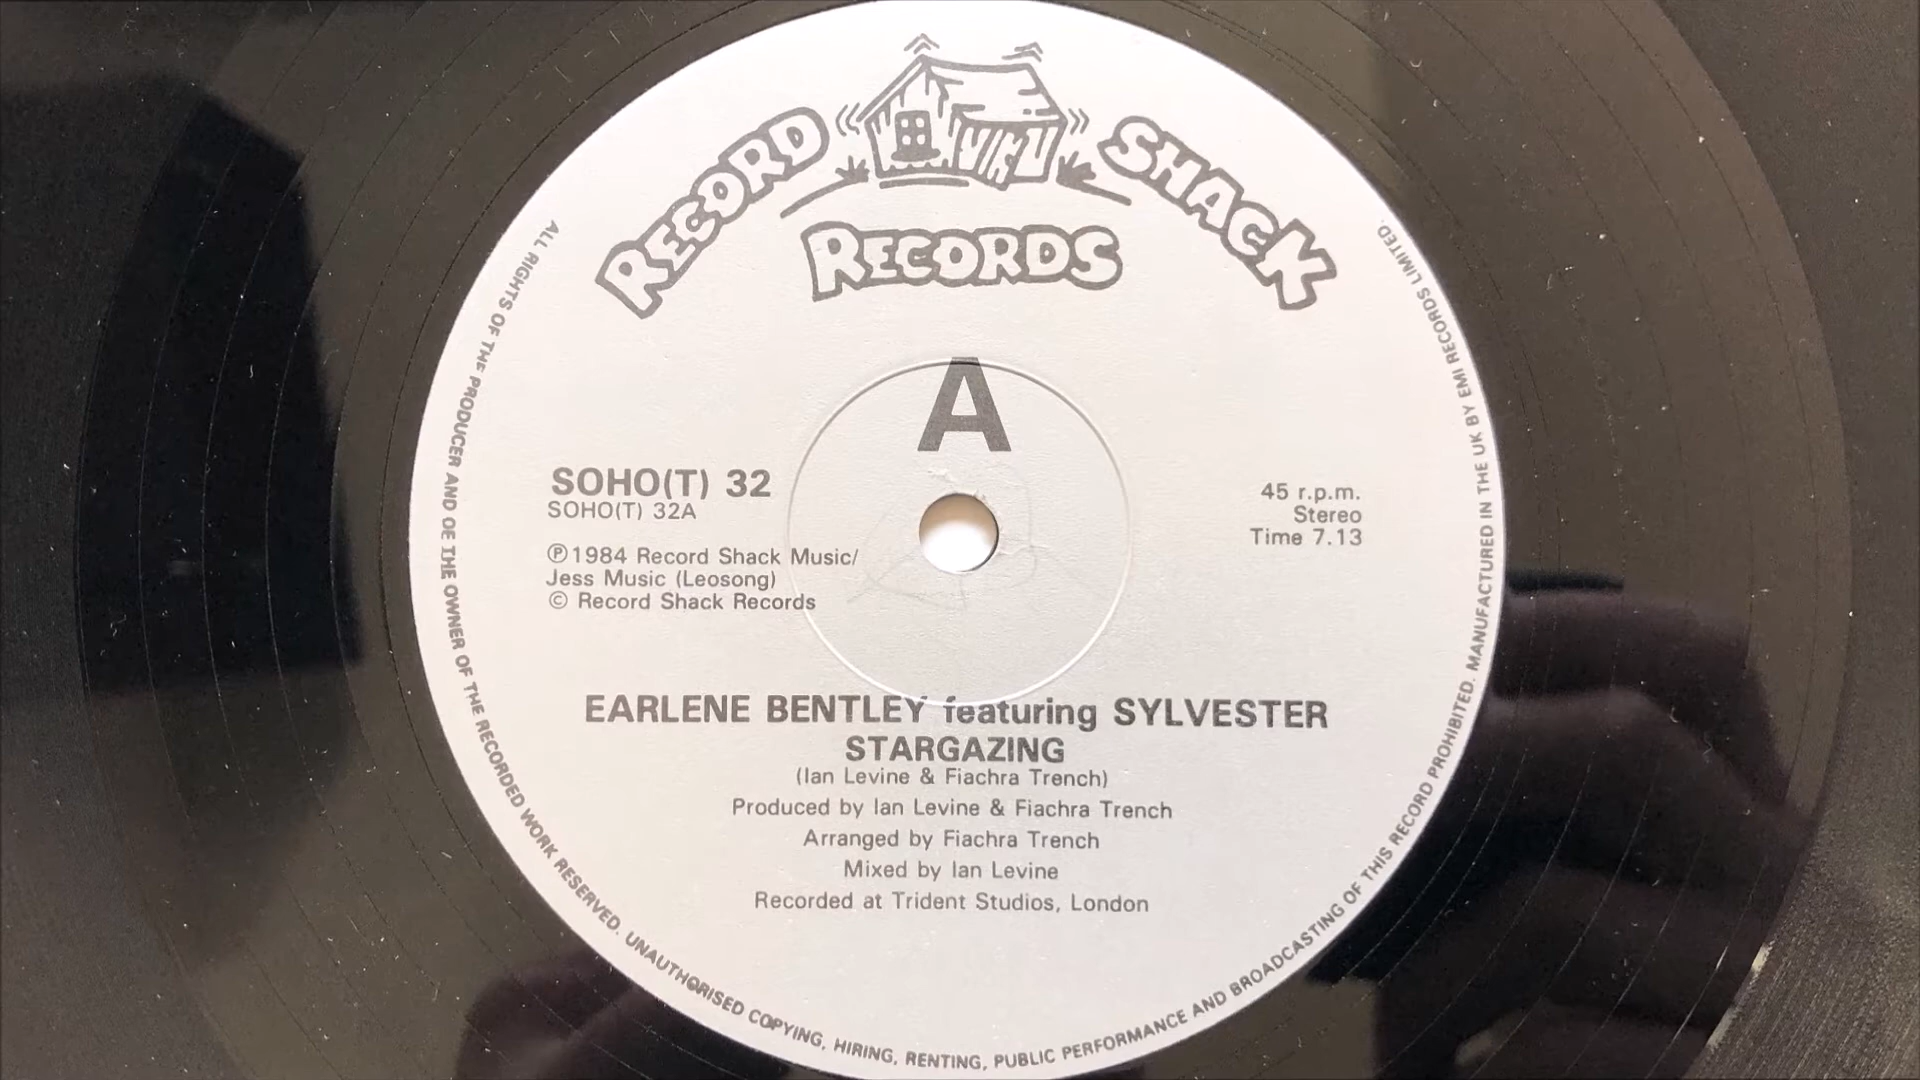 RECORD SHACK
RECORDS
A
SOHO(T) 32
SOHO(T) 32A
℗1984 Record Shack Music/
Jess Music (Leosong)
© Record Shack Records
45 r.p.m.
Stereo
Time 7.13
EARLENE BENTLEY featuring SYLVESTER
STARGAZING
(Ian Levine & Fiachra Trench)
Produced by Ian Levine & Fiachra Trench
Arranged by Fiachra Trench
Mixed by Ian Levine
Recorded at Trident Studios, London
ALL RIGHTS OF THE PRODUCER AND OE THE OWNER OF THE RECORDED WORK RESERVED. UNAUTHORISED COPYING, HIRING, RENTING, PUBLIC PERFORMANCE AND BROADCASTING OF THIS RECORD PROHIBITED. MANUFACTURED IN THE UK BY EMI RECORDS LIMITED